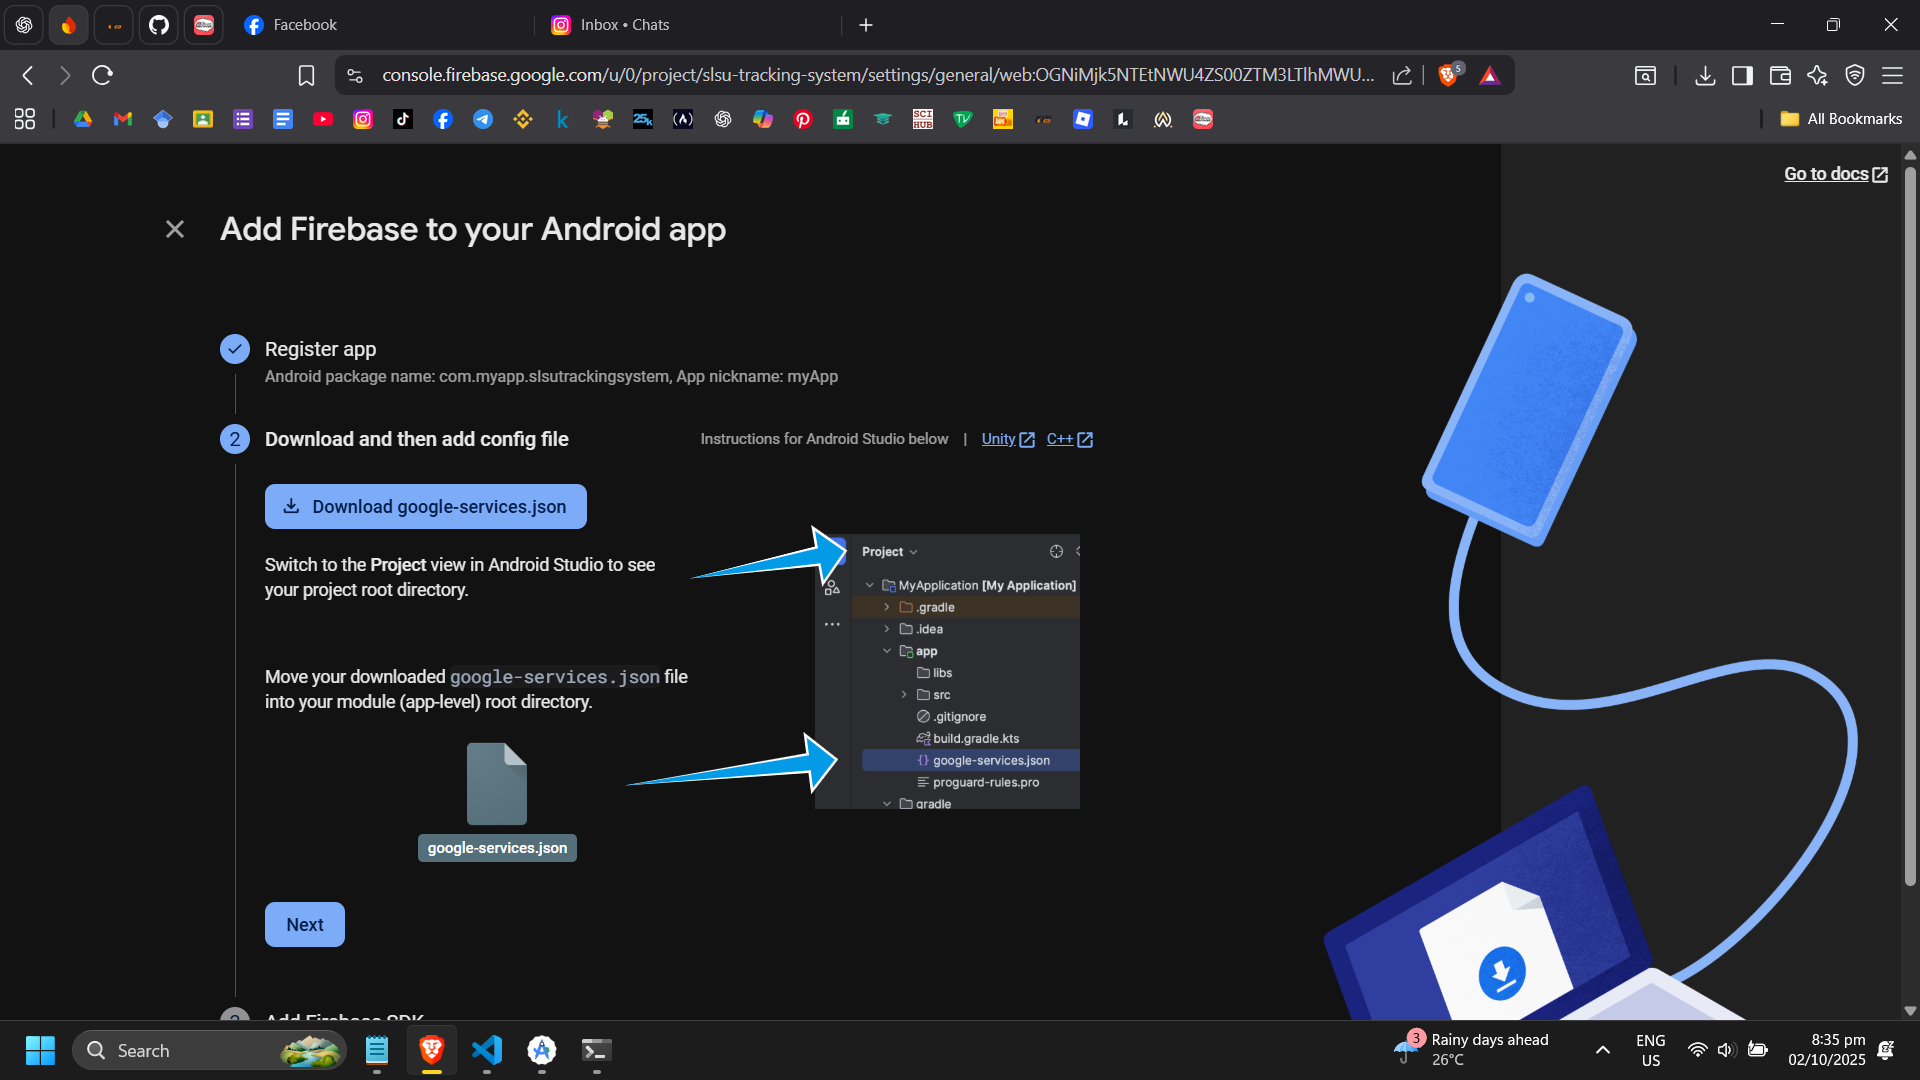 Facebook
Inbox • Chats
console.firebase.google.com/u/0/project/slsu-tracking-system/settings/general/web:OGNiMjk5NTEtNWU4ZS00ZTM3LTlhMWU...
5
25k
SCI
HUB
TV
All Bookmarks
Go to docs
Add Firebase to your Android app
Register app
Android package name: com.myapp.slsutrackingsystem, App nickname: myApp
2
Download and then add config file
Instructions for Android Studio below | Unity C++
Download google-services.json
Switch to the Project view in Android Studio to see
your project root directory.
Move your downloaded google-services.json file
into your module (app-level) root directory.
google-services.json
Project
MyApplication [My Application]
.gradle
.idea
app
libs
src
.gitignore
build.gradle.kts
google-services.json
proguard-rules.pro
gradle
Next
Add Firebase SDK
Search
3
Rainy days ahead
26°C
ENG
US
8:35 pm
02/10/2025